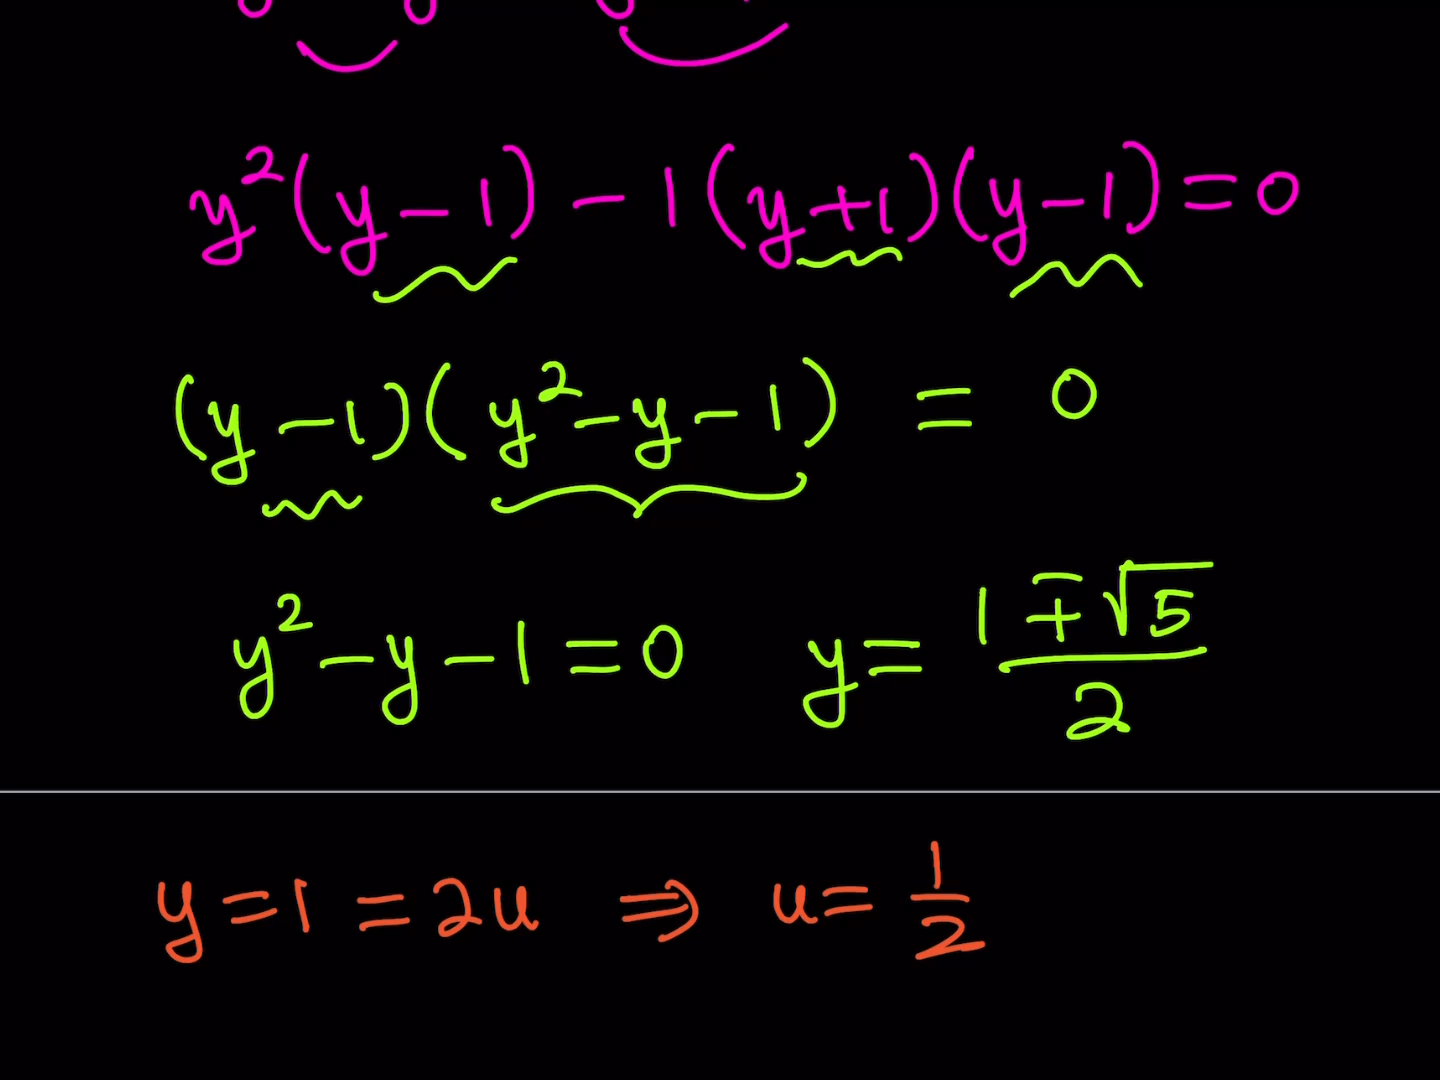 y²(y-1) - 1(y+1)(y-1) = 0
(y-1)(y²-y-1) = 0
y²-y-1=0 y= (1∓√5)/2
y=1=2u ⇒ u= 1/2